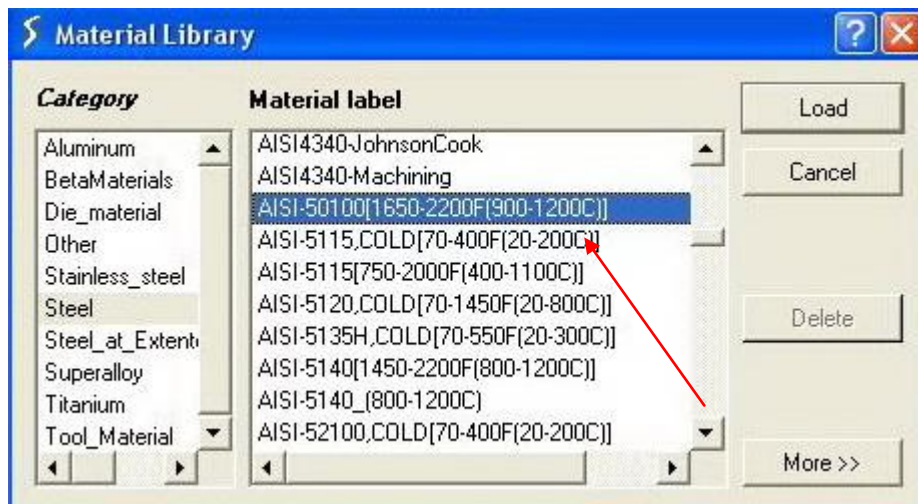 Material Library
Category
Material label
Load
Cancel
Delete
More >>
Aluminum
BetaMaterials
Die_material
Other
Stainless_steel
Steel
Steel_at_Extent
Superalloy
Titanium
Tool_Material
AISI4340-JohnsonCook
AISI4340-Machining
AISI-50100[1650-2200F(900-1200C)]
AISI-5115,COLD[70-400F(20-200C)]
AISI-5115[750-2000F(400-1100C)]
AISI-5120,COLD[70-1450F(20-800C)]
AISI-5135H,COLD[70-550F(20-300C)]
AISI-5140[1450-2200F(800-1200C)]
AISI-5140_(800-1200C)
AISI-52100,COLD[70-400F(20-200C)]